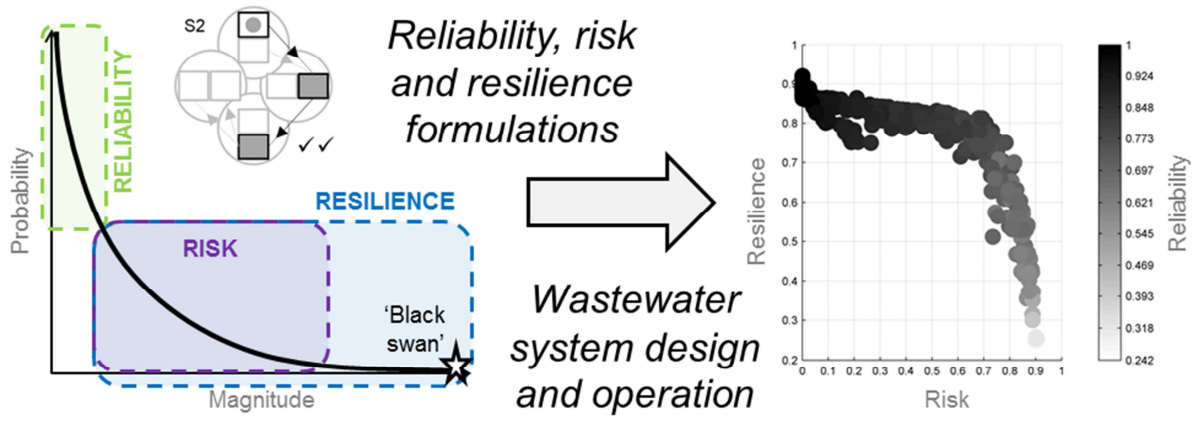 S2
✓✓
RELIABILITY
Probability
RESILIENCE
RISK
‘Black
swan’
Magnitude
Reliability, risk
and resilience
formulations
Wastewater
system design
and operation
1
0.9
0.8
0.7
0.6
0.5
0.4
0.3
0.2
Resilience
0 0.1 0.2 0.3 0.4 0.5 0.6 0.7 0.8 0.9 1
Risk
1
0.924
0.848
0.773
0.697
0.621
0.545
0.469
0.393
0.318
0.242
Reliability